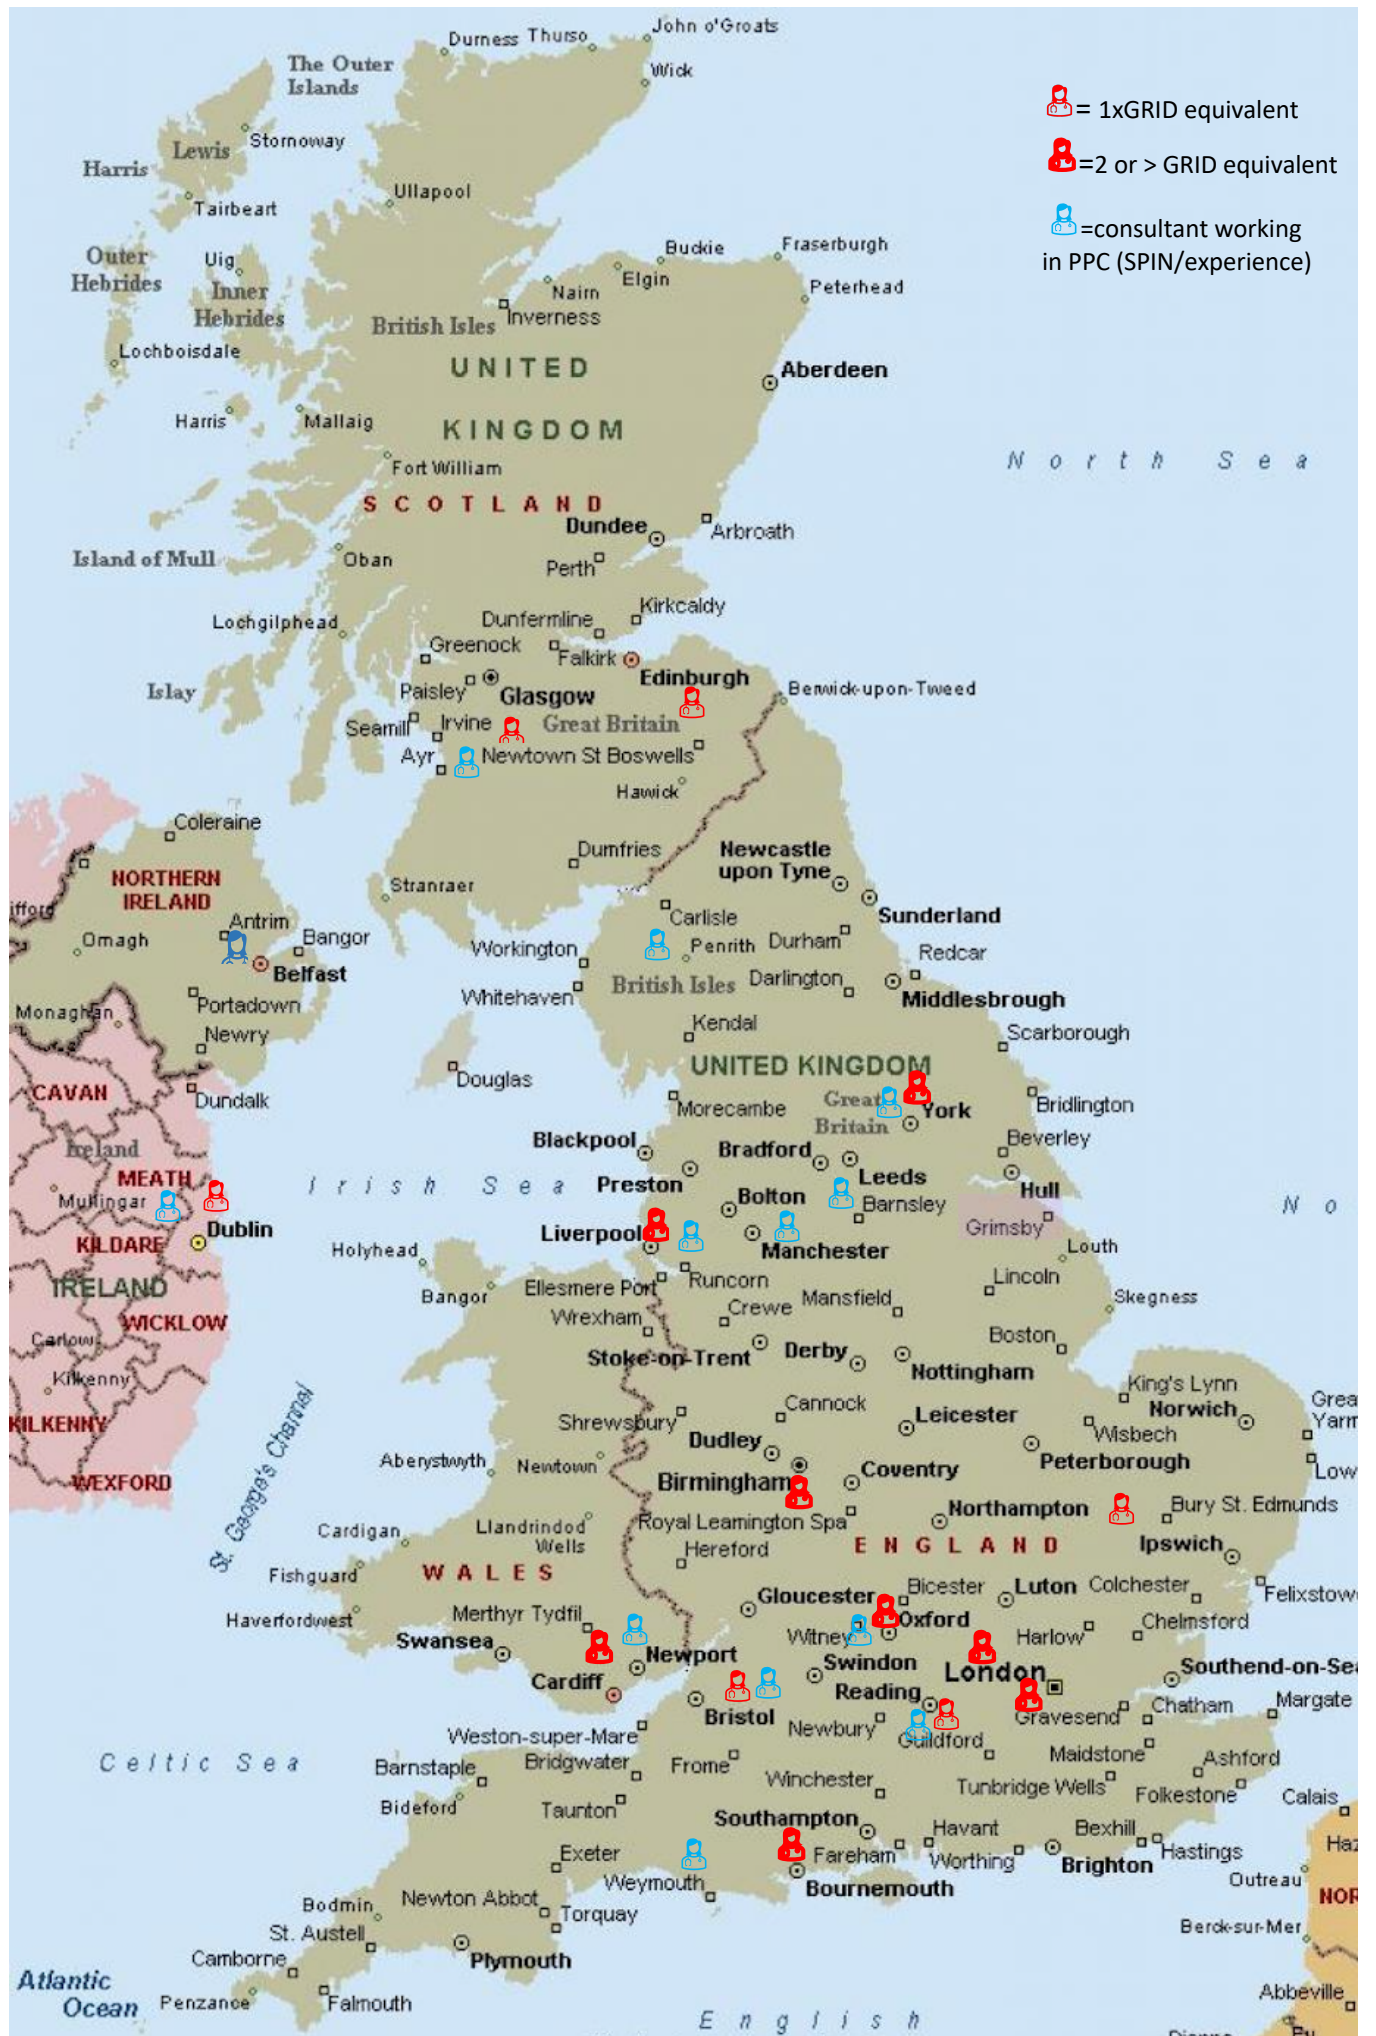 John o'Groats
Durness Thurso
The Outer
Islands
Wick
= 1xGRID equivalent
Stornoway
Lewis
Harris
=2 or > GRID equivalent
Ullapool
Tairbeart
=consultant working
in PPC (SPIN/experience)
Outer
Hebrides
Uig
Inner
Hebrides
Buckie
Fraserburgh
Elgin
Nairn
Peterhead
British Isles
Inverness
Lochboisdale
UNITED
Aberdeen
Harris
Mallaig
KINGDOM
Fort William
North Sea
SCOTLAND
Dundee
Arbroath
Island of Mull
Oban
Perth
Kirkcaldy
Dunfermline
Lochgilphead
Greenock
Falkirk
Edinburgh
Islay
Paisley
Glasgow
Berwick-upon-Tweed
Seamill
Irvine
Great Britain
Ayr
Newtown St Boswells
Hawick
Coleraine
Dumfries
Newcastle
upon Tyne
NORTHERN
IRELAND
Stranraer
ifford
Antrim
Carlisle
Sunderland
Omagh
Bangor
Workington
Penrith
Durham
Redcar
Belfast
British Isles
Darlington
Whitehaven
Middlesbrough
Portadown
Monaghan
Newry
Kendal
Scarborough
UNITED KINGDOM
Douglas
CAVAN
Dundalk
Morecambe
Great
Britain
York
Bridlington
Ireland
Blackpool
Bradford
Beverley
MEATH
Irish Sea
Preston
Leeds
Hull
Mullingar
Bolton
Barnsley
No
Dublin
Liverpool
Manchester
Grimsby
KILDARE
Holyhead
Louth
IRELAND
Bangor
Ellesmere Port
Runcorn
Lincoln
WICKLOW
Wrexham
Crewe
Mansfield
Skegness
Carlow
Stoke-on-Trent
Derby
Boston
Kilkenny
Nottingham
King's Lynn
Cannock
Norwich
Grea
Yarm
KILKENNY
St. George's Channel
Shrewsbury
Leicester
Wisbech
Dudley
Aberystwyth
Newtown
Peterborough
Low
WEXFORD
Birmingham
Coventry
Northampton
Bury St. Edmunds
Cardigan
Llandrindod
Wells
Royal Leamington Spa
ENGLAND
Ipswich
Hereford
Fishguard
WALES
Gloucester
Bicester
Luton
Colchester
Felixstow
Haverfordwest
Merthyr Tydfil
Oxford
Chelmsford
Swansea
Witney
Harlow
Newport
Swindon
London
Southend-on-Sea
Cardiff
Reading
Bristol
Newbury
Gravesend
Chatham
Margate
Weston-super-Mare
Guildford
Celtic Sea
Barnstaple
Bridgwater
Frome
Maidstone
Ashford
Winchester
Tunbridge Wells
Folkestone
Calais
Bideford
Taunton
Southampton
Havant
Bexhill
Exeter
Fareham
Worthing
Hastings
Haz
Weymouth
Brighton
Outreau
Newton Abbot
Bournemouth
NOR
Bodmin
Torquay
St. Austell
Berck-sur-Mer
Camborne
Plymouth
Atlantic
Ocean
Penzance
Falmouth
Abbeville
English